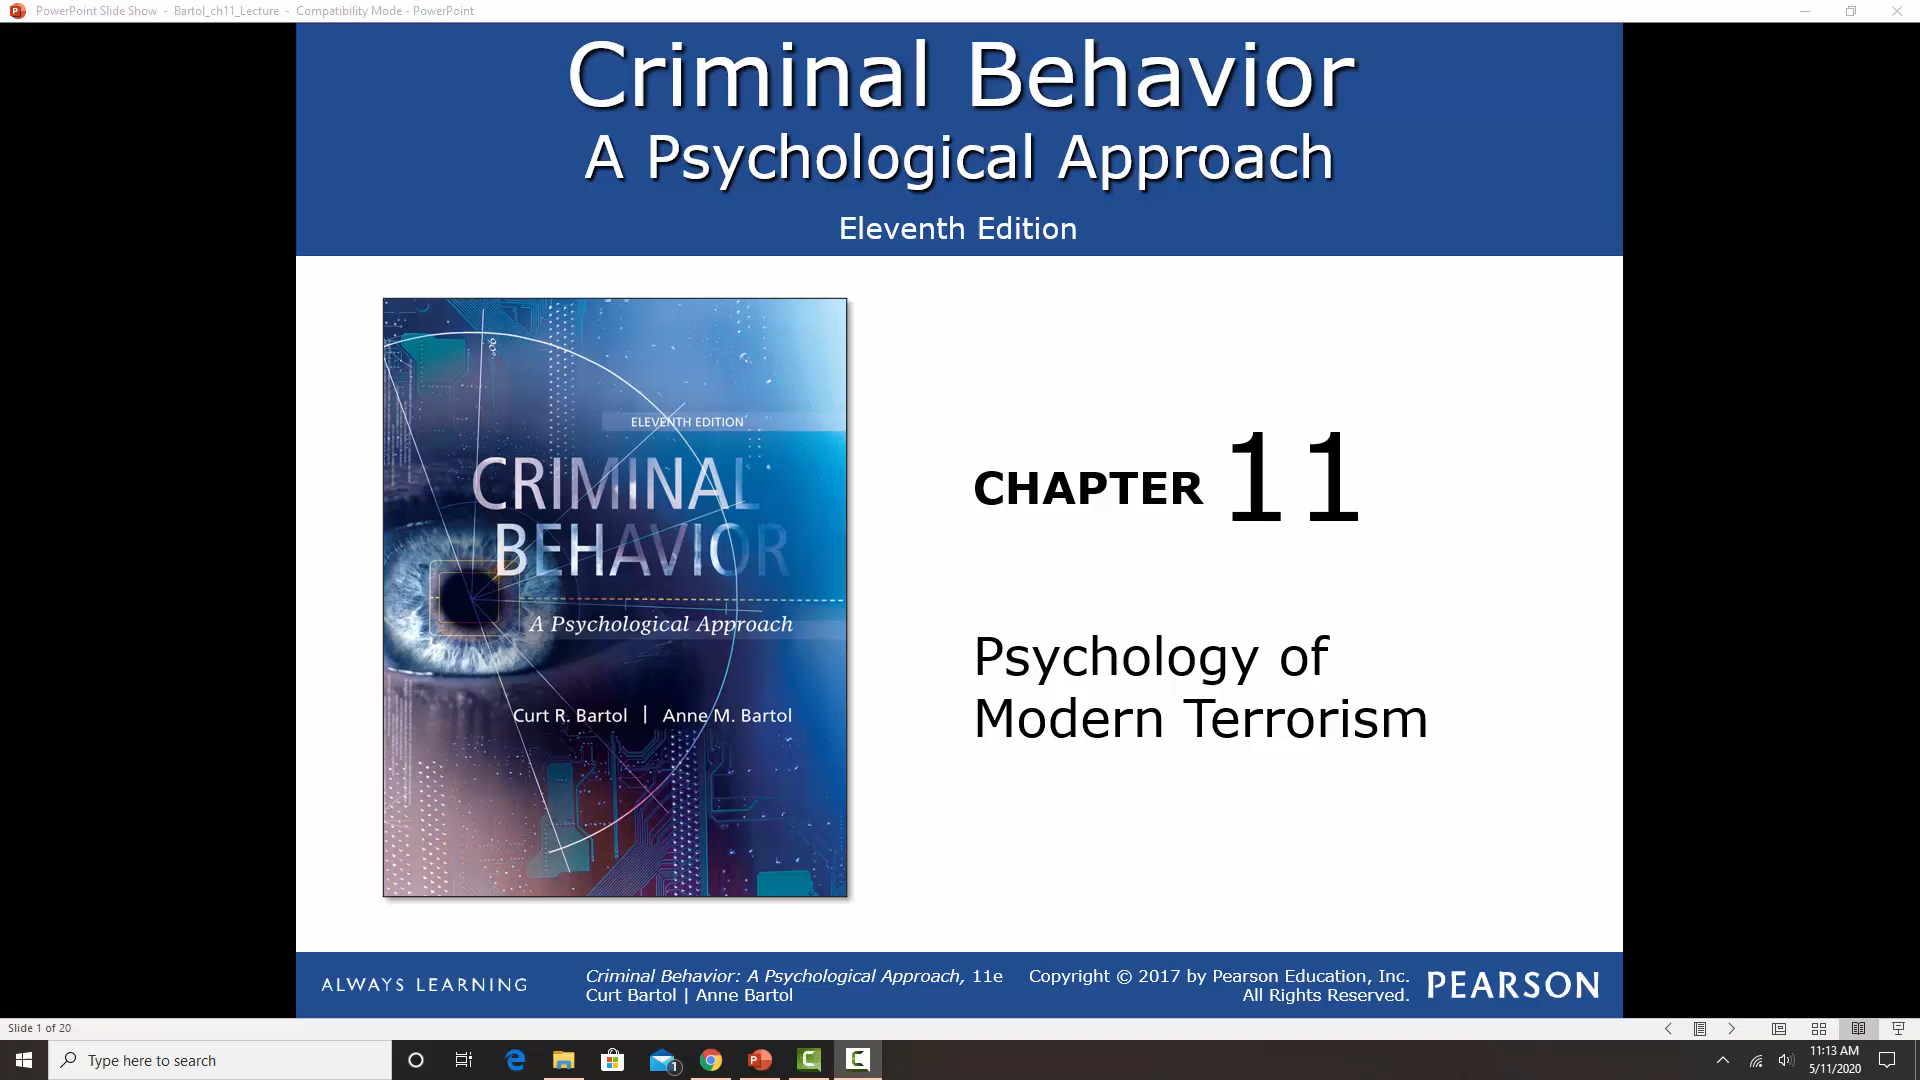 PowerPoint Slide Show - Bartol_ch11_Lecture - Compatibility Mode - PowerPoint
Criminal Behavior
A Psychological Approach
Eleventh Edition
90°
ELEVENTH EDITION
CRIMINAL
BEHAVIOR
A Psychological Approach
Curt R. Bartol | Anne M. Bartol
CHAPTER 11
Psychology of
Modern Terrorism
ALWAYS LEARNING
Criminal Behavior: A Psychological Approach, 11e
Curt Bartol | Anne Bartol
Copyright © 2017 by Pearson Education, Inc.
All Rights Reserved.
PEARSON
Slide 1 of 20
Type here to search
1
11:13 AM
5/11/2020